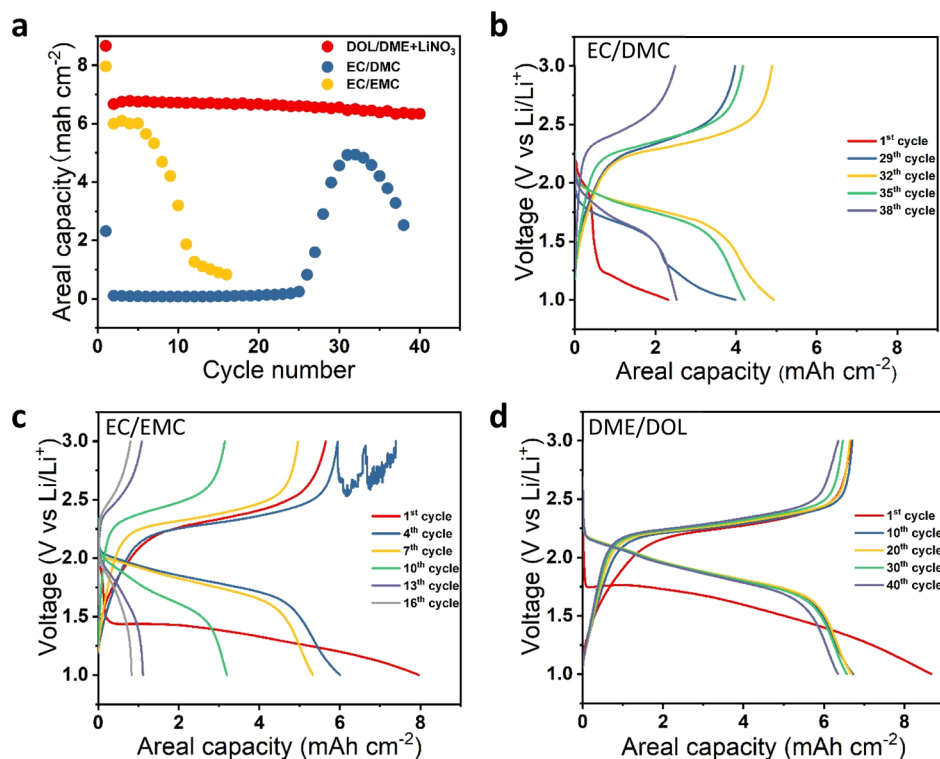 a
Areal capacity (mah cm⁻²)
8
6
4
2
0
0 10 20 30 40
Cycle number
DOL/DME+LiNO₃
EC/DMC
EC/EMC
b
EC/DMC
Voltage (V vs Li/Li⁺)
3.0
2.5
2.0
1.5
1.0
0 2 4 6 8
Areal capacity (mAh cm⁻²)
1ˢᵗ cycle
29ᵗʰ cycle
32ᵗʰ cycle
35ᵗʰ cycle
38ᵗʰ cycle
c
EC/EMC
Voltage (V vs Li/Li⁺)
3.0
2.5
2.0
1.5
1.0
0 2 4 6 8
Areal capacity (mAh cm⁻²)
1ˢᵗ cycle
4ᵗʰ cycle
7ᵗʰ cycle
10ᵗʰ cycle
13ᵗʰ cycle
16ᵗʰ cycle
d
DME/DOL
Voltage (V vs Li/Li⁺)
3.0
2.5
2.0
1.5
1.0
0 2 4 6 8
Areal capacity (mAh cm⁻²)
1ˢᵗ cycle
10ᵗʰ cycle
20ᵗʰ cycle
30ᵗʰ cycle
40ᵗʰ cycle